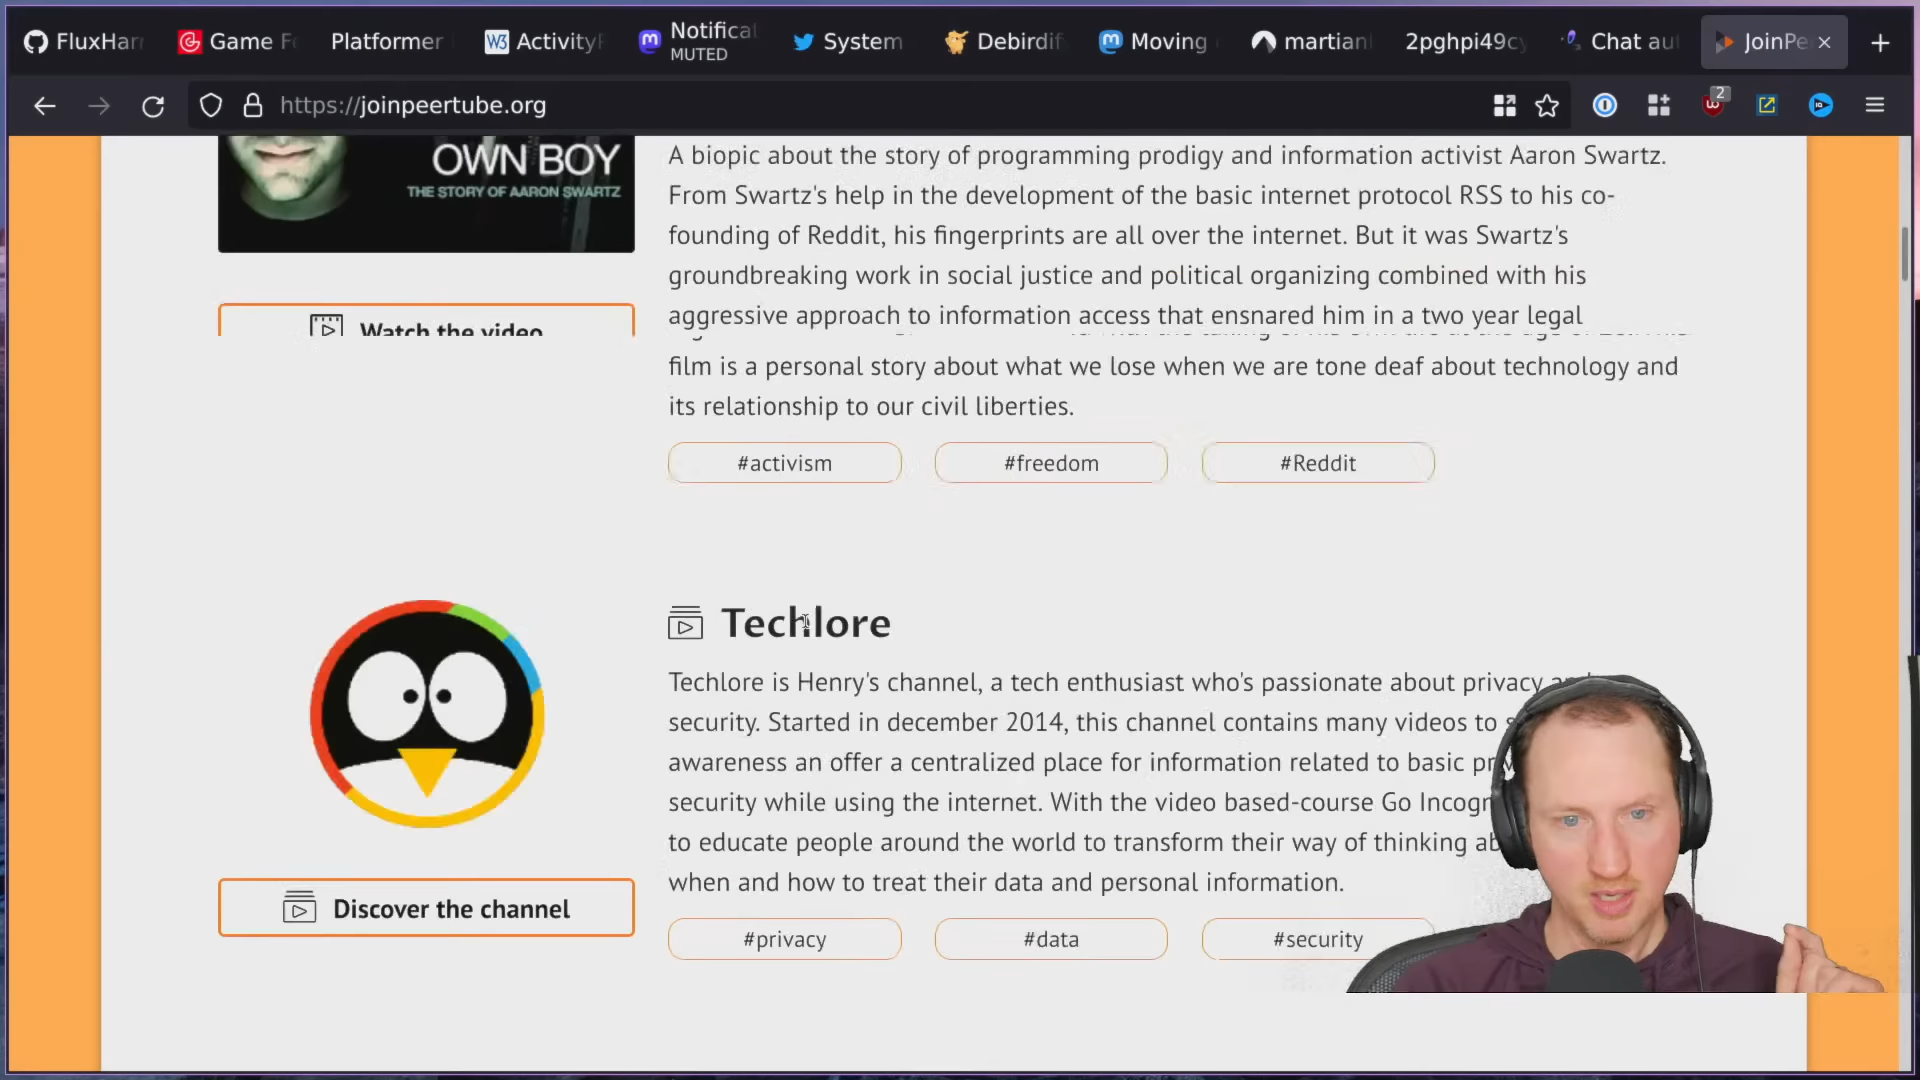 FluxHar
Game F
Platformer
W3 ActivityP
Notificat
MUTED
System
Debirdif
Moving
martian
2pghpi49cy
Chat au
JoinPe
https://joinpeertube.org
2
OWN BOY
THE STORY OF AARON SWARTZ
Watch the video
A biopic about the story of programming prodigy and information activist Aaron Swartz.
From Swartz's help in the development of the basic internet protocol RSS to his co-
founding of Reddit, his fingerprints are all over the internet. But it was Swartz's
groundbreaking work in social justice and political organizing combined with his
aggressive approach to information access that ensnared him in a two year legal
film is a personal story about what we lose when we are tone deaf about technology and
its relationship to our civil liberties.
#activism
#freedom
#Reddit
Techlore
Techlore is Henry's channel, a tech enthusiast who's passionate about privacy
security. Started in december 2014, this channel contains many videos to
awareness an offer a centralized place for information related to basic
security while using the internet. With the video based-course Go Incogn
to educate people around the world to transform their way of thinking ab
when and how to treat their data and personal information.
Discover the channel
#privacy
#data
#security